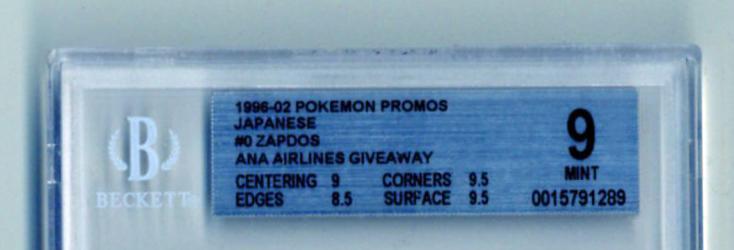 1996-02 POKEMON PROMOS
JAPANESE
#0 ZAPDOS
ANA AIRLINES GIVEAWAY
CENTERING 9 CORNERS 9.5
EDGES 8.5 SURFACE 9.5
9
MINT
0015791289
B
BECKETT